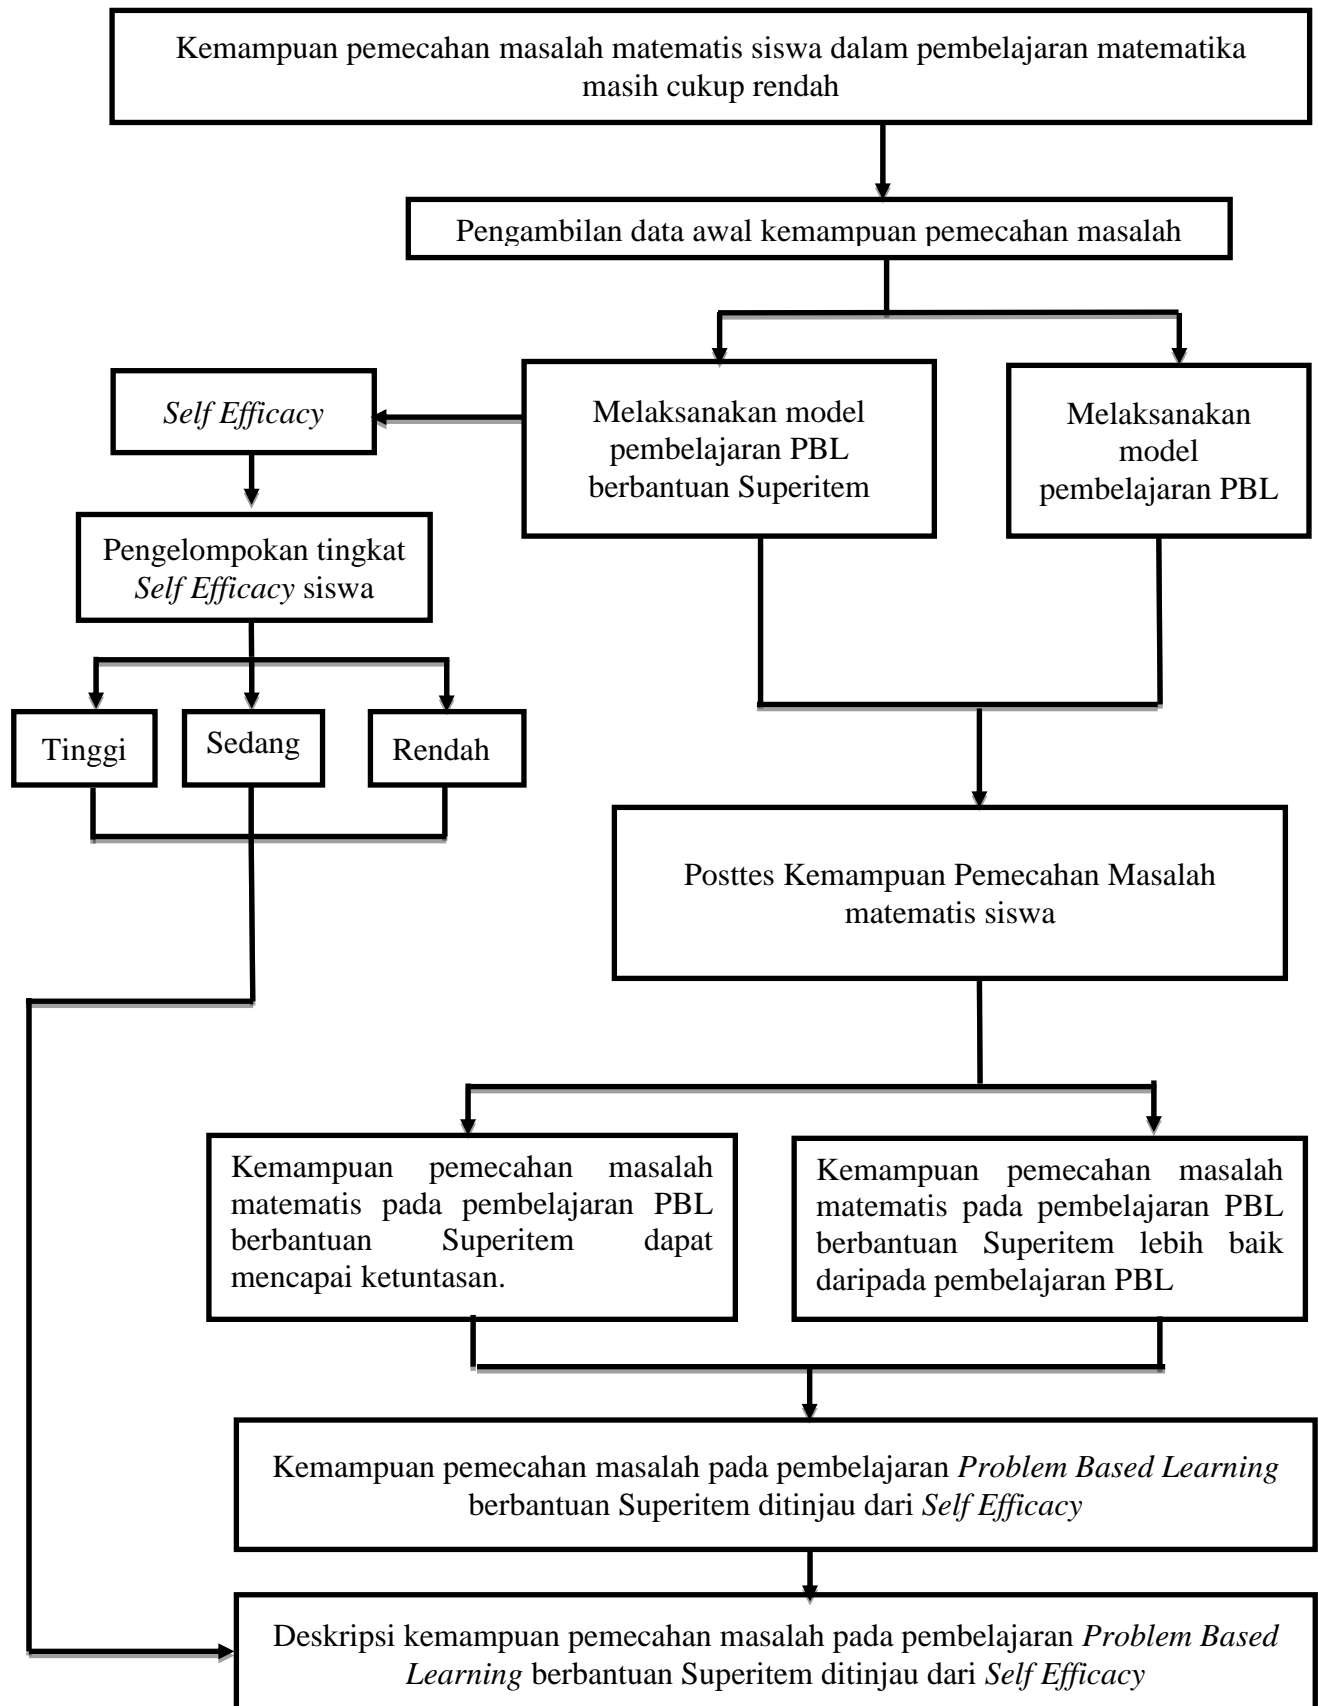 Kemampuan pemecahan masalah matematis siswa dalam pembelajaran matematika
masih cukup rendah
Pengambilan data awal kemampuan pemecahan masalah
Self Efficacy
Melaksanakan model
pembelajaran PBL
berbantuan Superitem
Melaksanakan
model
pembelajaran PBL
Pengelompokan tingkat
Self Efficacy siswa
Tinggi
Sedang
Rendah
Posttes Kemampuan Pemecahan Masalah
matematis siswa
Kemampuan pemecahan masalah
matematis pada pembelajaran PBL
berbantuan Superitem dapat
mencapai ketuntasan.
Kemampuan pemecahan masalah
matematis pada pembelajaran PBL
berbantuan Superitem lebih baik
daripada pembelajaran PBL
Kemampuan pemecahan masalah pada pembelajaran Problem Based Learning
berbantuan Superitem ditinjau dari Self Efficacy
Deskripsi kemampuan pemecahan masalah pada pembelajaran Problem Based
Learning berbantuan Superitem ditinjau dari Self Efficacy